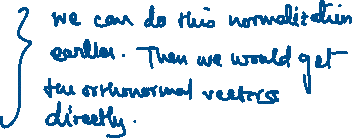 we can do this normalization
earlier. Then we would get
the orthonormal vectors
directly.